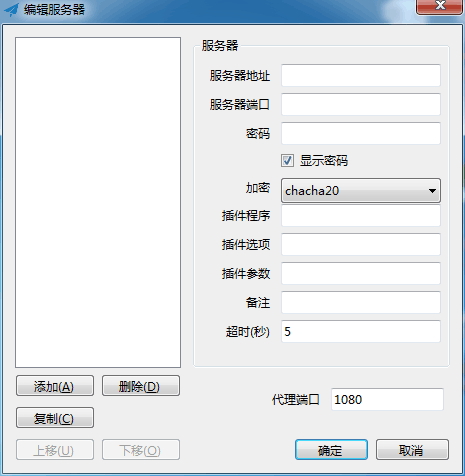 编辑服务器
服务器
服务器地址
服务器端口
密码
显示密码
加密 chacha20
插件程序
插件选项
插件参数
备注
超时(秒) 5
添加(A) 删除(D)
复制(C)
上移(U) 下移(O)
代理端口 1080
确定 取消